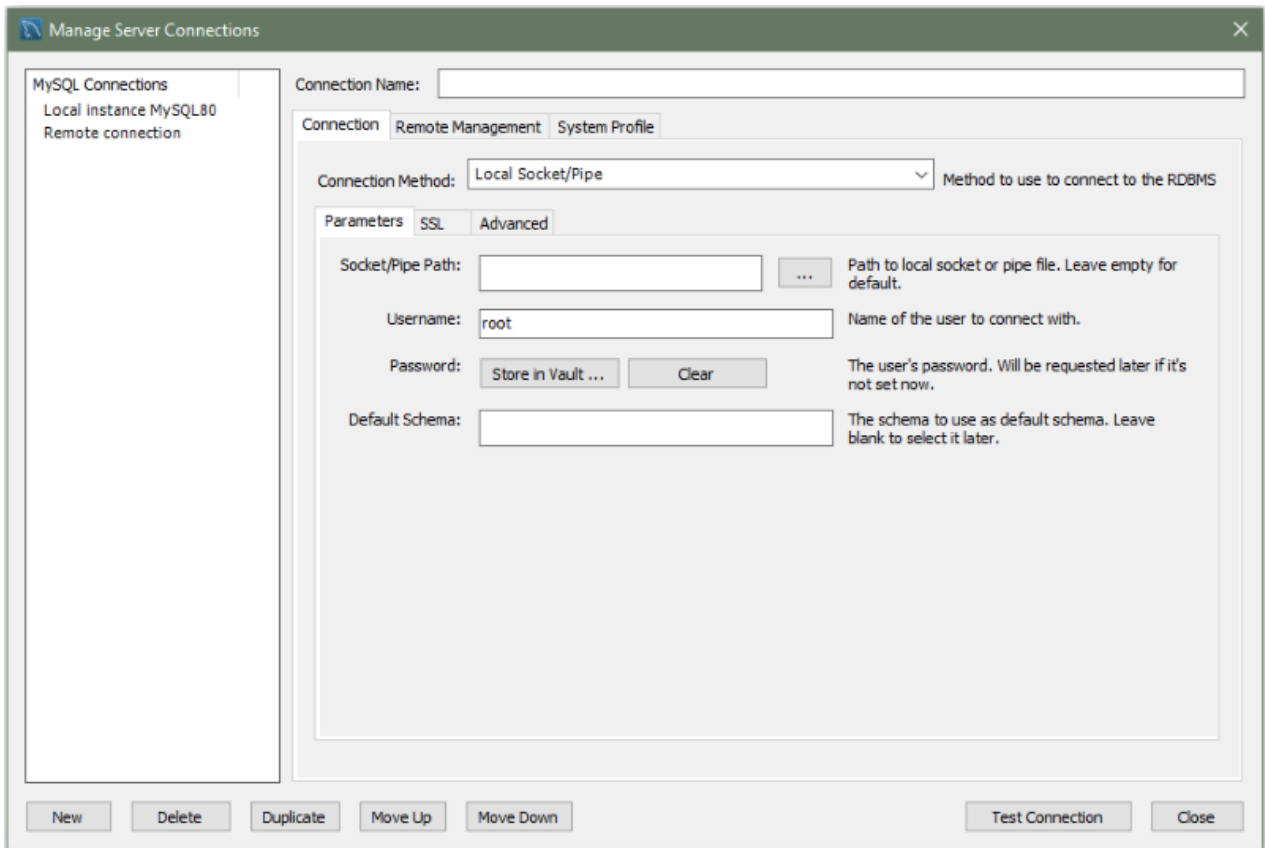 Manage Server Connections
MySQL Connections
Local instance MySQL80
Remote connection
Connection Name:
Connection Remote Management System Profile
Connection Method: Local Socket/Pipe Method to use to connect to the RDBMS
Parameters SSL Advanced
Socket/Pipe Path: ... Path to local socket or pipe file. Leave empty for
default.
Username: root Name of the user to connect with.
Password: Store in Vault ... Clear The user's password. Will be requested later if it's
not set now.
Default Schema: The schema to use as default schema. Leave
blank to select it later.
New Delete Duplicate Move Up Move Down Test Connection Close